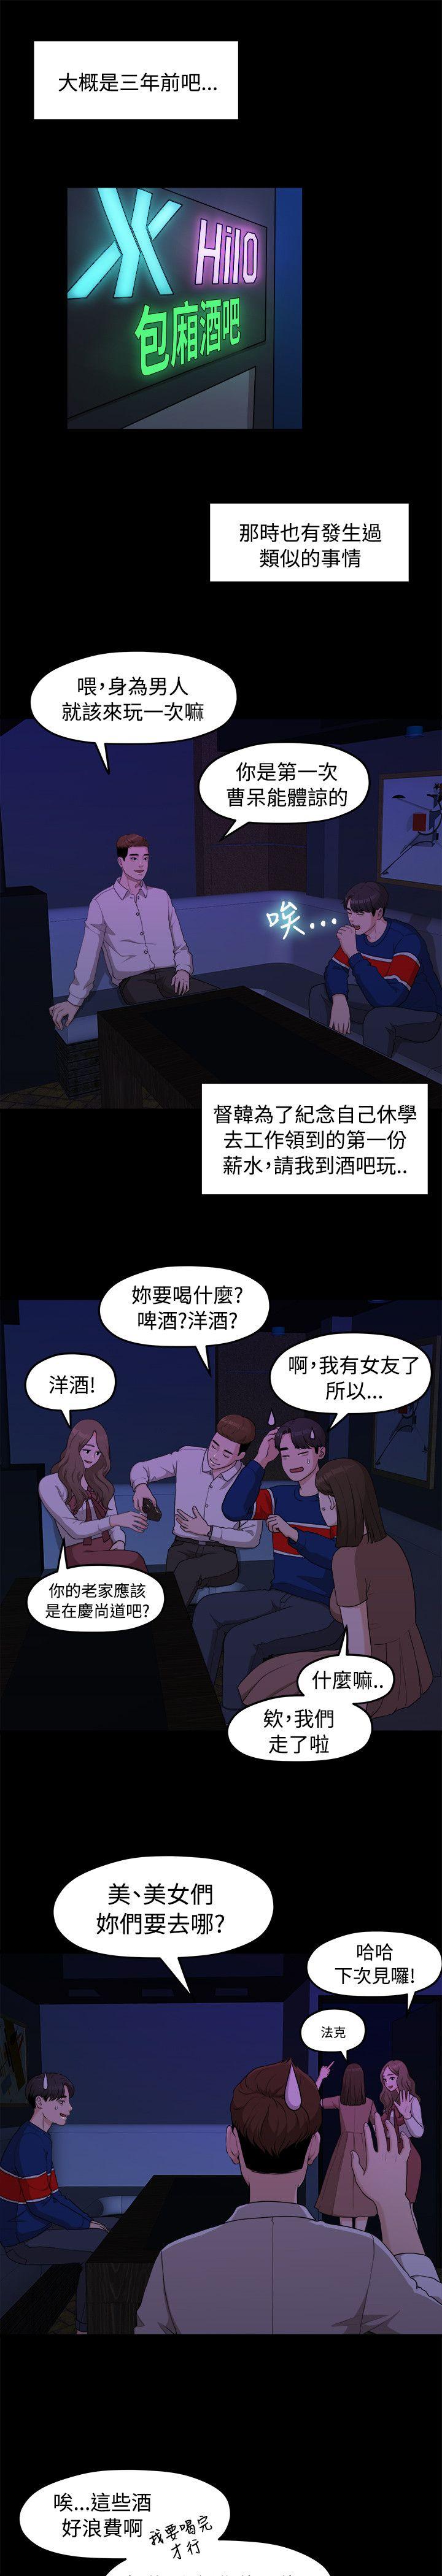 大概是三年前吧...
Hilo
包廂酒吧
那時也有發生過
類似的事情
喂,身為男人
就該來玩一次嘛
你是第一次
曹呆能體諒的
唉...
督韓為了紀念自己休學
去工作領到的第一份
薪水,請我到酒吧玩..
妳要喝什麼?
啤酒?洋酒?
洋酒!
啊,我有女友了
所以...
你的老家應該
是在慶尚道吧?
什麼嘛..
欸,我們
走了啦
美、美女們
妳們要去哪?
哈哈
下次見囉!
法克
唉...這些酒
好浪費啊
我要喝完
才行